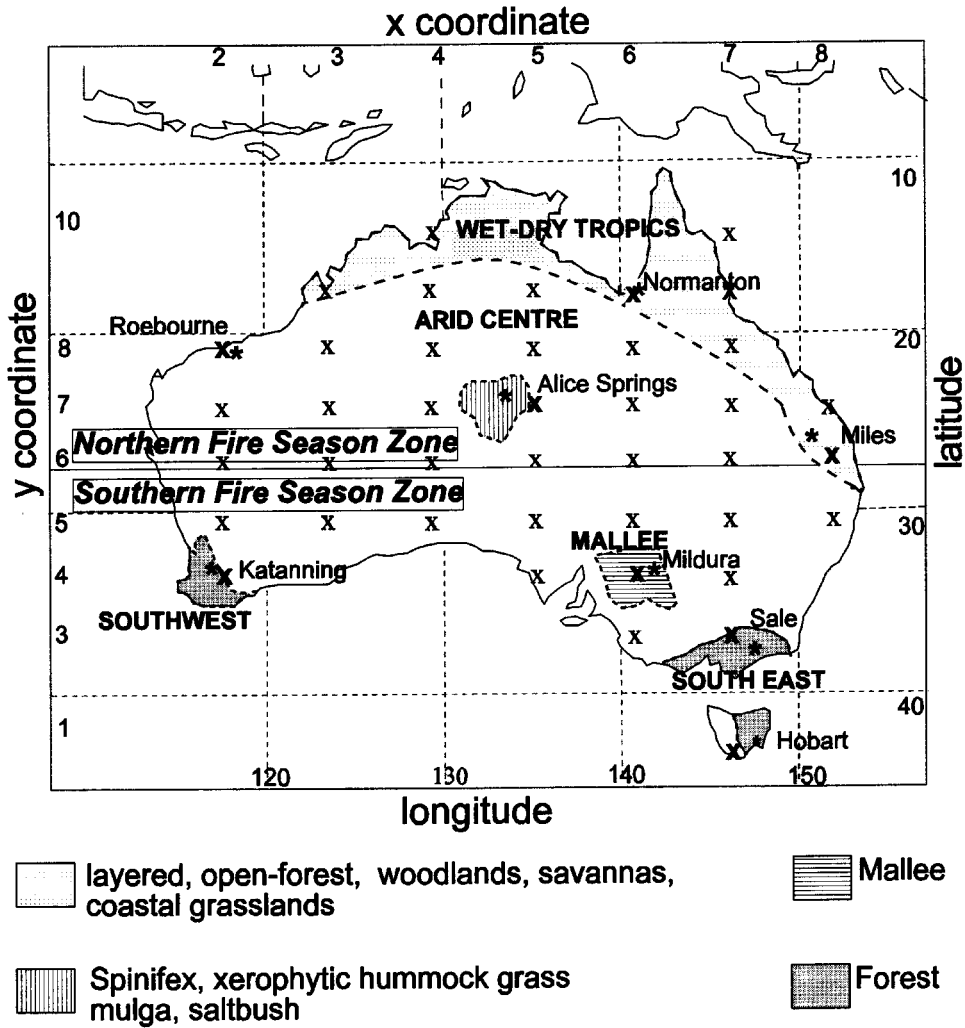 x coordinate
2 3 4 5 6 7 8
10
10
WET-DRY TROPICS
Normanton
ARID CENTRE
Roebourne
20
8
Alice Springs
7
Northern Fire Season Zone
Miles
6
Southern Fire Season Zone
5
30
MALLEE
Mildura
4
Katanning
SOUTHWEST
Sale
3
SOUTH EAST
40
1
Hobart
120 130 140 150
longitude
y coordinate
latitude
layered, open-forest, woodlands, savannas,
coastal grasslands
Mallee
Spinifex, xerophytic hummock grass
mulga, saltbush
Forest